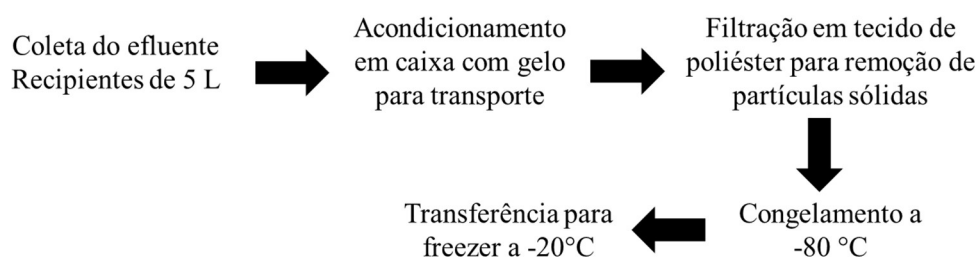 Coleta do efluente
Recipientes de 5 L
Acondicionamento
em caixa com gelo
para transporte
Filtração em tecido de
poliéster para remoção de
partículas sólidas
Congelamento a
-80 °C
Transferência para
freezer a -20°C